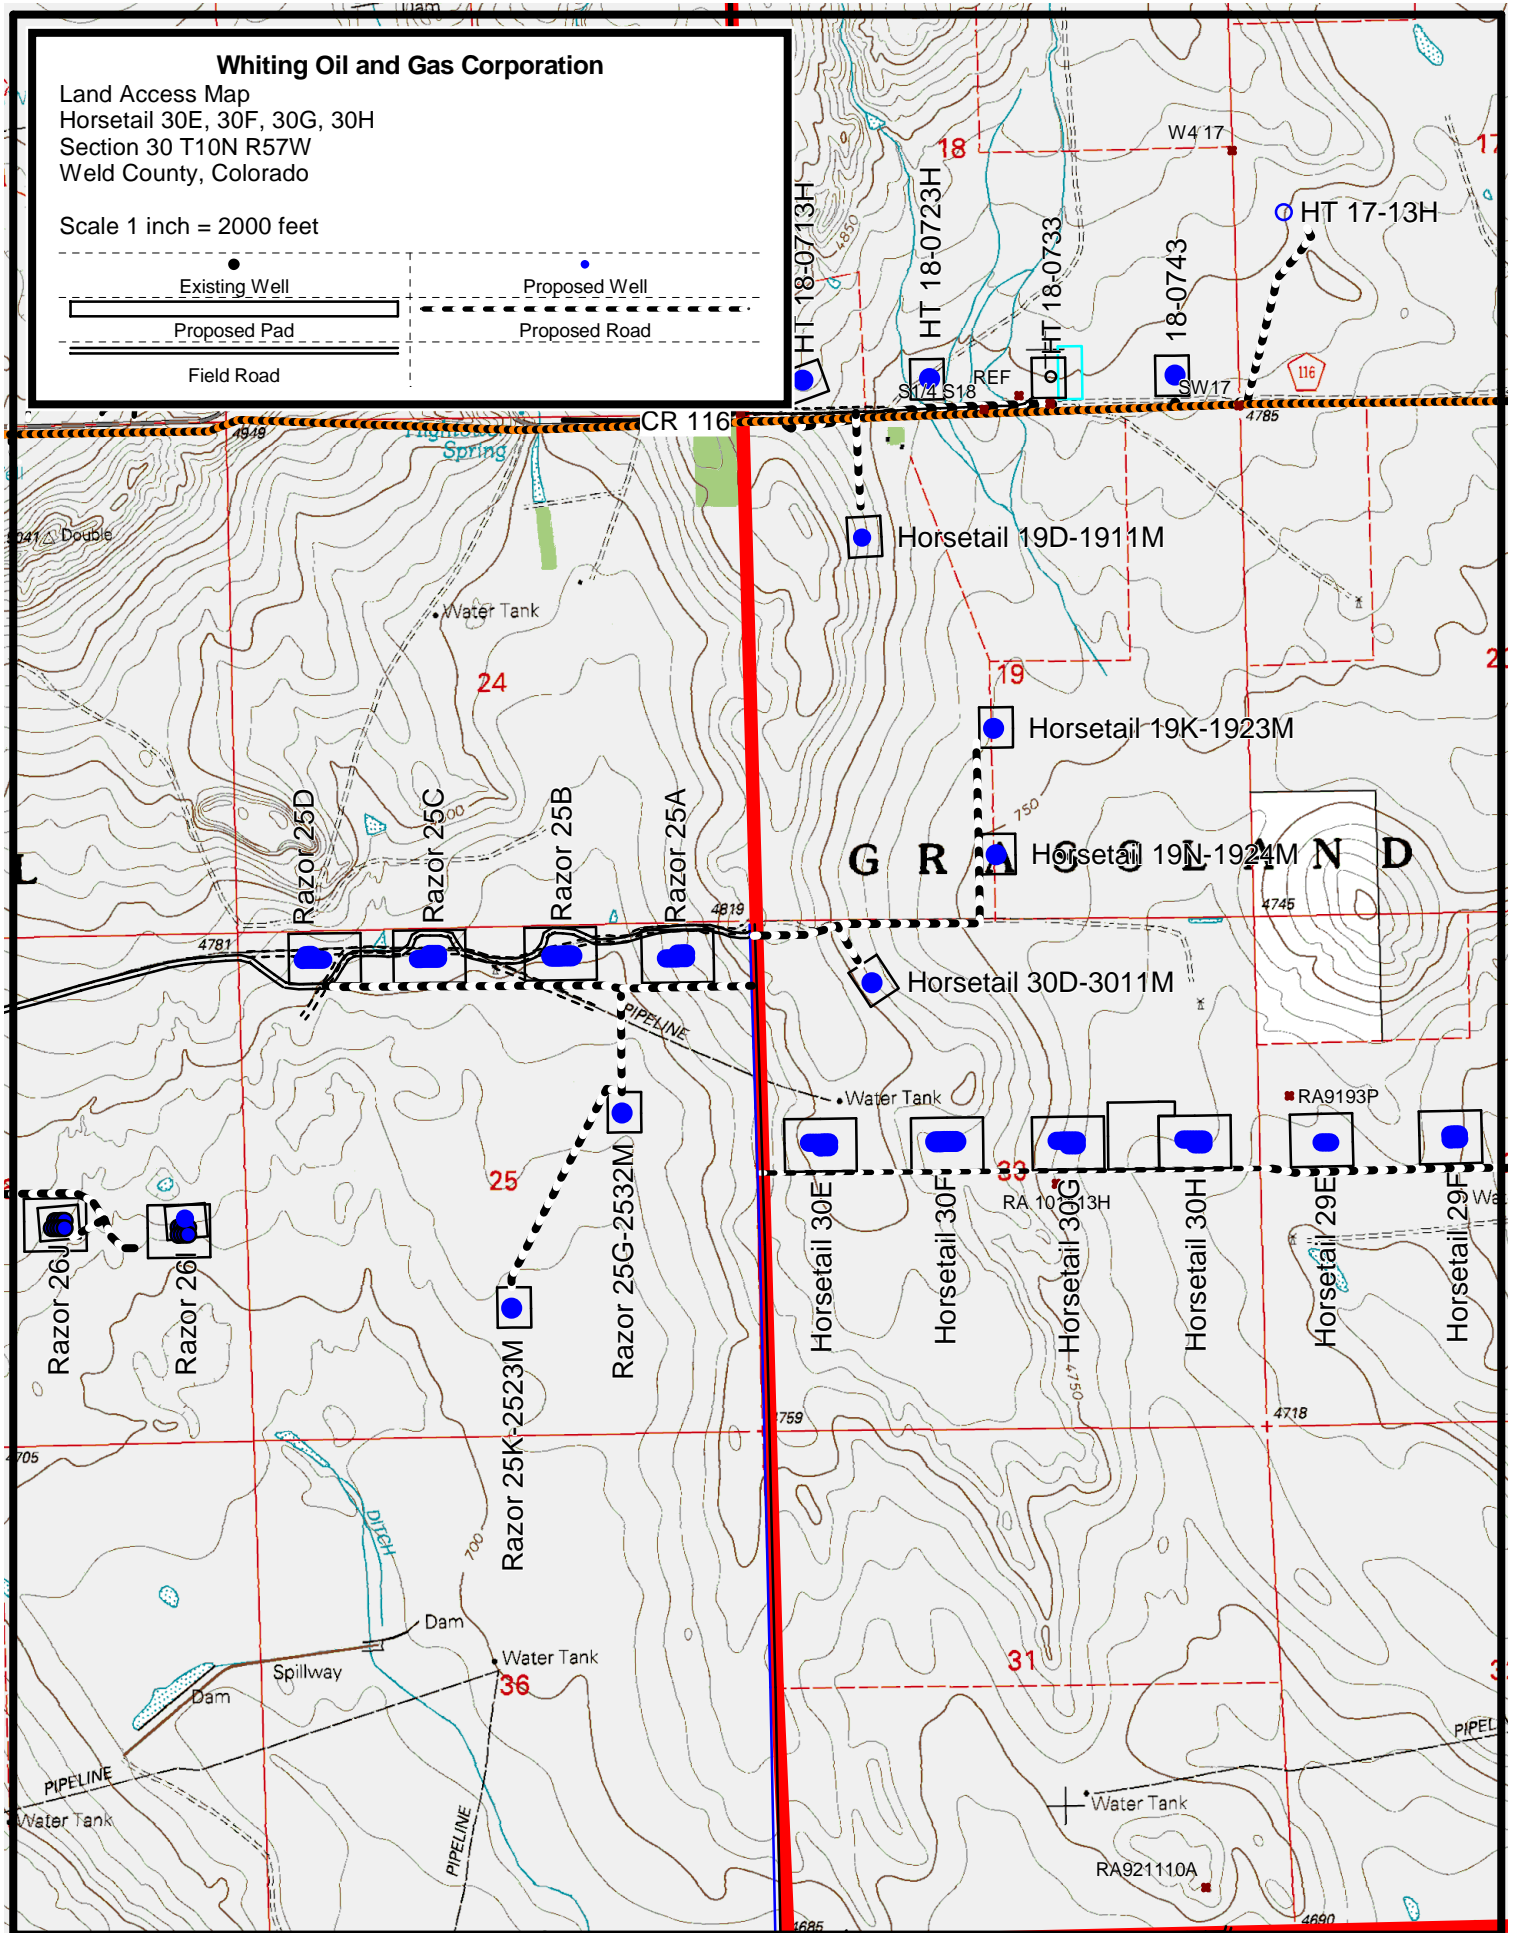 Dam
Whiting Oil and Gas Corporation
Land Access Map
Horsetail 30E, 30F, 30G, 30H
Section 30 T10N R57W
Weld County, Colorado
Scale 1 inch = 2000 feet
Existing Well
Proposed Well
Proposed Pad
Proposed Road
Field Road
18
W4 17
17
HT 18-0713H
4850
HT 18-0723H
HT 18-0733
18-0743
HT 17-13H
116
S1/4 S18
REF
SW17
4785
CR 116
4949
Spring
5041
Double
Horsetail 19D-1911M
Water Tank
24
19
Horsetail 19K-1923M
750
Razor 25D
Razor 25C
Razor 25B
Razor 25A
L
GRASSLAND
Horsetail 19N-1924M
4819
4745
4781
Horsetail 30D-3011M
PIPELINE
Water Tank
RA9193P
25
RA 101 13H
Razor 26J
Razor 26I
Razor 25K-2523M
Razor 25G-2532M
Horsetail 30E
Horsetail 30F
Horsetail 30G
Horsetail 30H
Horsetail 29E
Horsetail 29F
Wa
4750
4759
4718
4705
DITCH
700
Dam
Spillway
Dam
Water Tank
36
31
PIPEL
PIPELINE
Water Tank
PIPELINE
Water Tank
RA921110A
4685
4690